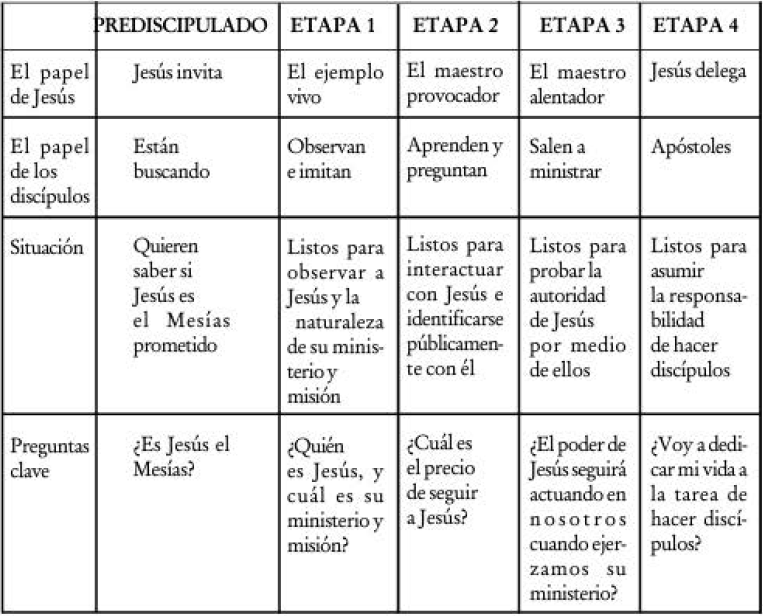 PREDISCIPULADO ETAPA 1 ETAPA 2 ETAPA 3 ETAPA 4
El papel
de Jesús
Jesús invita
El ejemplo
vivo
El maestro
provocador
El maestro
alentador
Jesús delega
El papel
de los
discípulos
Están
buscando
Observan
e imitan
Aprenden y
preguntan
Salen a
ministrar
Apóstoles
Situación
Quieren
saber si
Jesús es
el Mesías
prometido
Listos para
observar a
Jesús y la
naturaleza
de su minis-
terio y
misión
Listos para
interactuar
con Jesús e
identificarse
públicamen-
te con él
Listos para
probar la
autoridad
de Jesús
por medio
de ellos
Listos para
asumir
la responsa-
bilidad
de hacer
discípulos
Preguntas
clave
¿Es Jesús el
Mesías?
¿Quién
es Jesús, y
cuál es su
ministerio y
misión?
¿Cuál es
el precio
de seguir
a Jesús?
¿El poder de
Jesús seguirá
actuando en
nosotros
cuando ejer-
zamos su
ministerio?
¿Voy a dedi-
car mi vida a
la tarea de
hacer discí-
pulos?